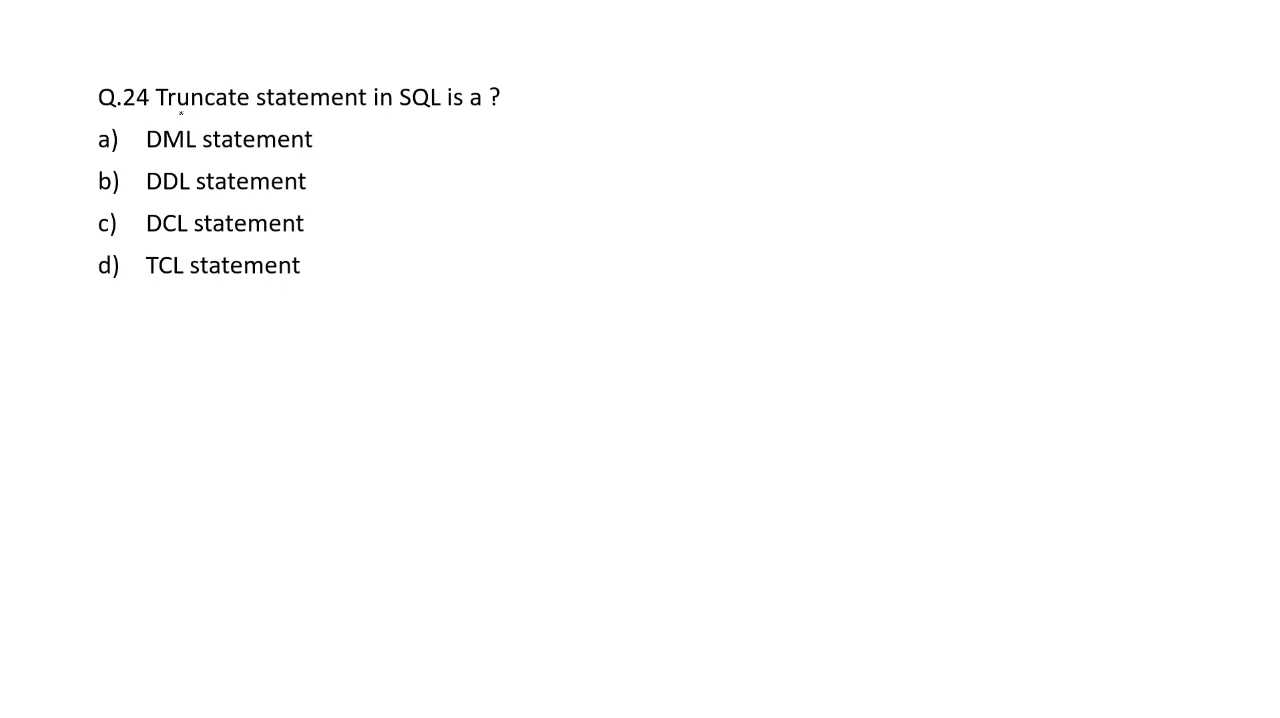 Q.24 Truncate statement in SQL is a ?
a) DML statement
b) DDL statement
c) DCL statement
d) TCL statement